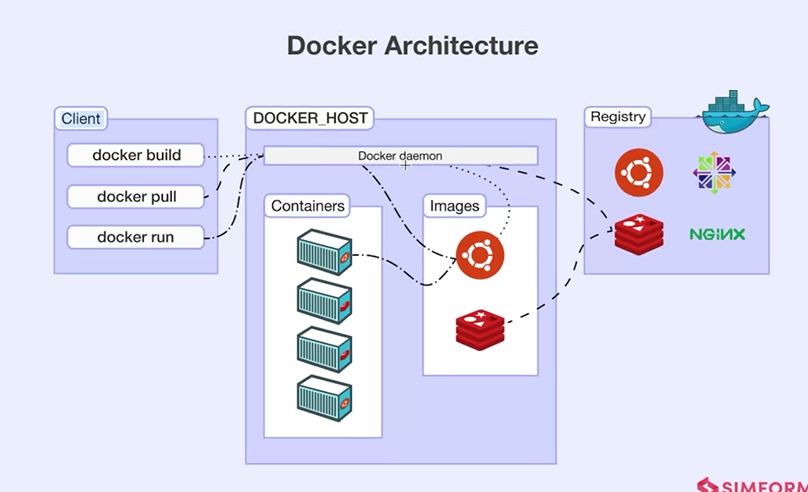 Docker Architecture
Client
docker build
docker pull
docker run
DOCKER_HOST
Docker daemon
Containers
Images
Registry
NGINX
SIMFORM